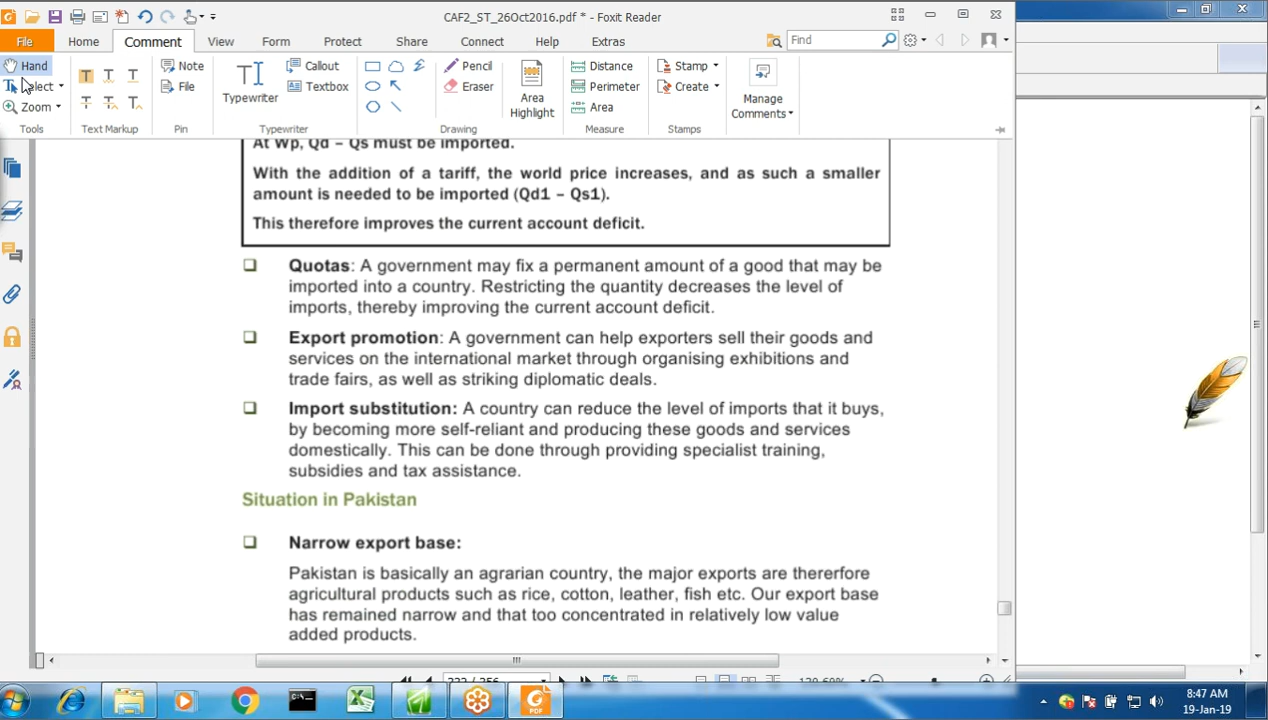 CAF2_ST_26Oct2016.pdf * - Foxit Reader
File Home Comment View Form Protect Share Connect Help Extras Find
Hand Note Callout Pencil Distance Stamp
Select File Textbox Eraser Perimeter Create
Zoom Typewriter Area Highlight Area Manage Comments
Tools Text Markup Pin Typewriter Drawing Measure Stamps
At Wp, Qd – Qs must be imported.
With the addition of a tariff, the world price increases, and as such a smaller
amount is needed to be imported (Qd1 – Qs1).
This therefore improves the current account deficit.
Quotas: A government may fix a permanent amount of a good that may be
imported into a country. Restricting the quantity decreases the level of
imports, thereby improving the current account deficit.
Export promotion: A government can help exporters sell their goods and
services on the international market through organising exhibitions and
trade fairs, as well as striking diplomatic deals.
Import substitution: A country can reduce the level of imports that it buys,
by becoming more self-reliant and producing these goods and services
domestically. This can be done through providing specialist training,
subsidies and tax assistance.
Situation in Pakistan
Narrow export base:
Pakistan is basically an agrarian country, the major exports are thererfore
agricultural products such as rice, cotton, leather, fish etc. Our export base
has remained narrow and that too concentrated in relatively low value
added products.
8:47 AM
19-Jan-19